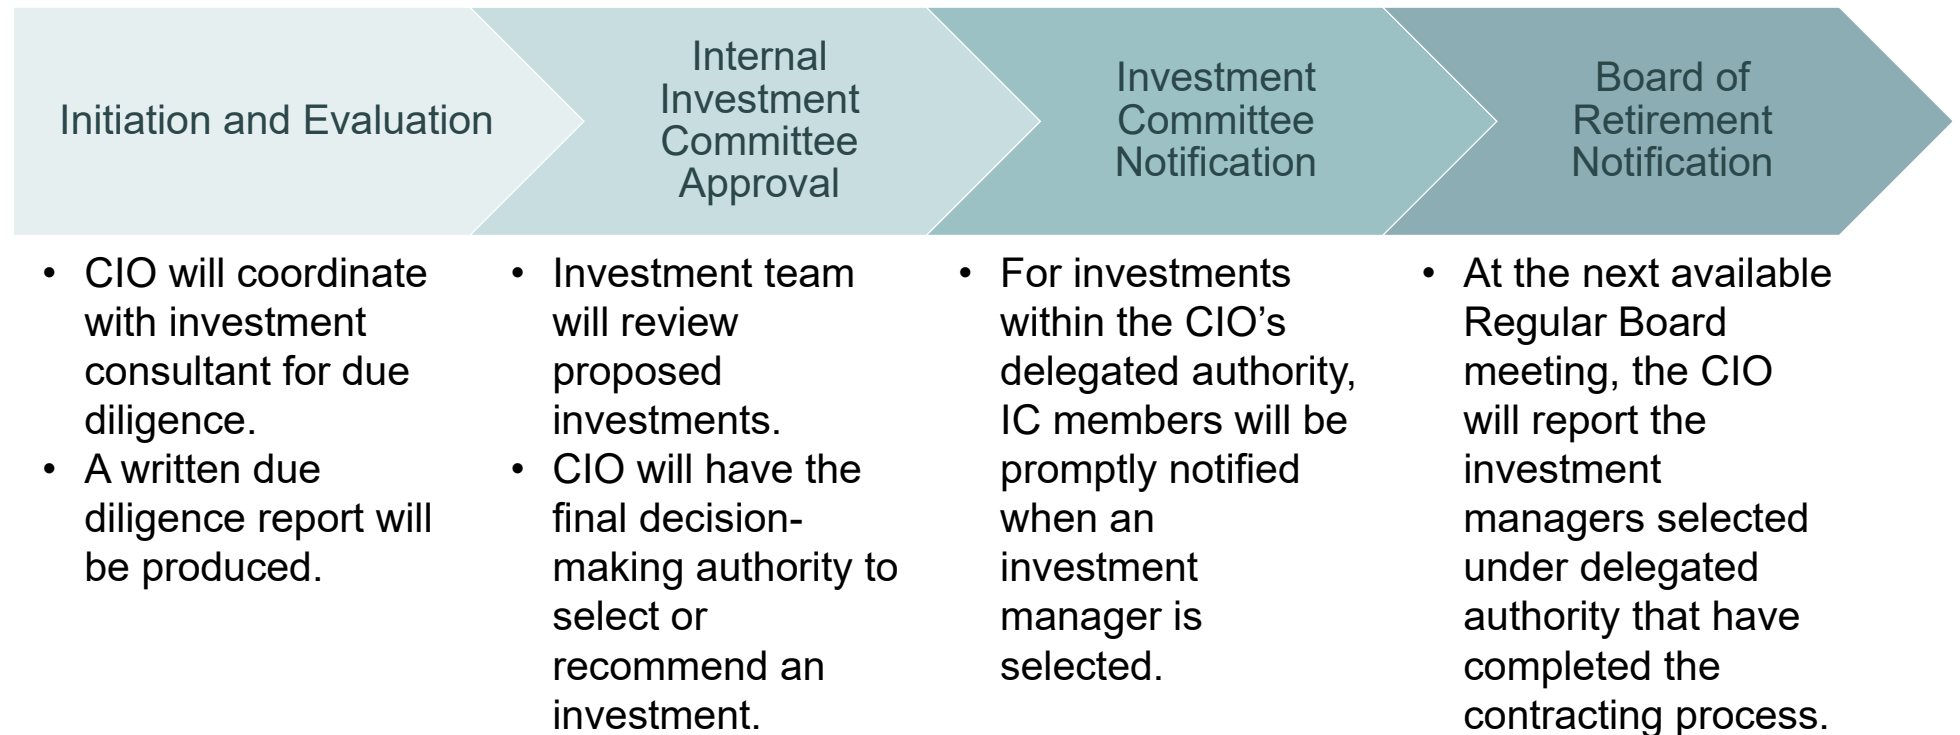 Initiation and Evaluation
Internal
Investment
Committee
Approval
Investment
Committee
Notification
Board of
Retirement
Notification
• CIO will coordinate
with investment
consultant for due
diligence.
• A written due
diligence report will
be produced.
• Investment team
will review
proposed
investments.
• CIO will have the
final decision-
making authority to
select or
recommend an
investment.
• For investments
within the CIO’s
delegated authority,
IC members will be
promptly notified
when an
investment
manager is
selected.
• At the next available
Regular Board
meeting, the CIO
will report the
investment
managers selected
under delegated
authority that have
completed the
contracting process.